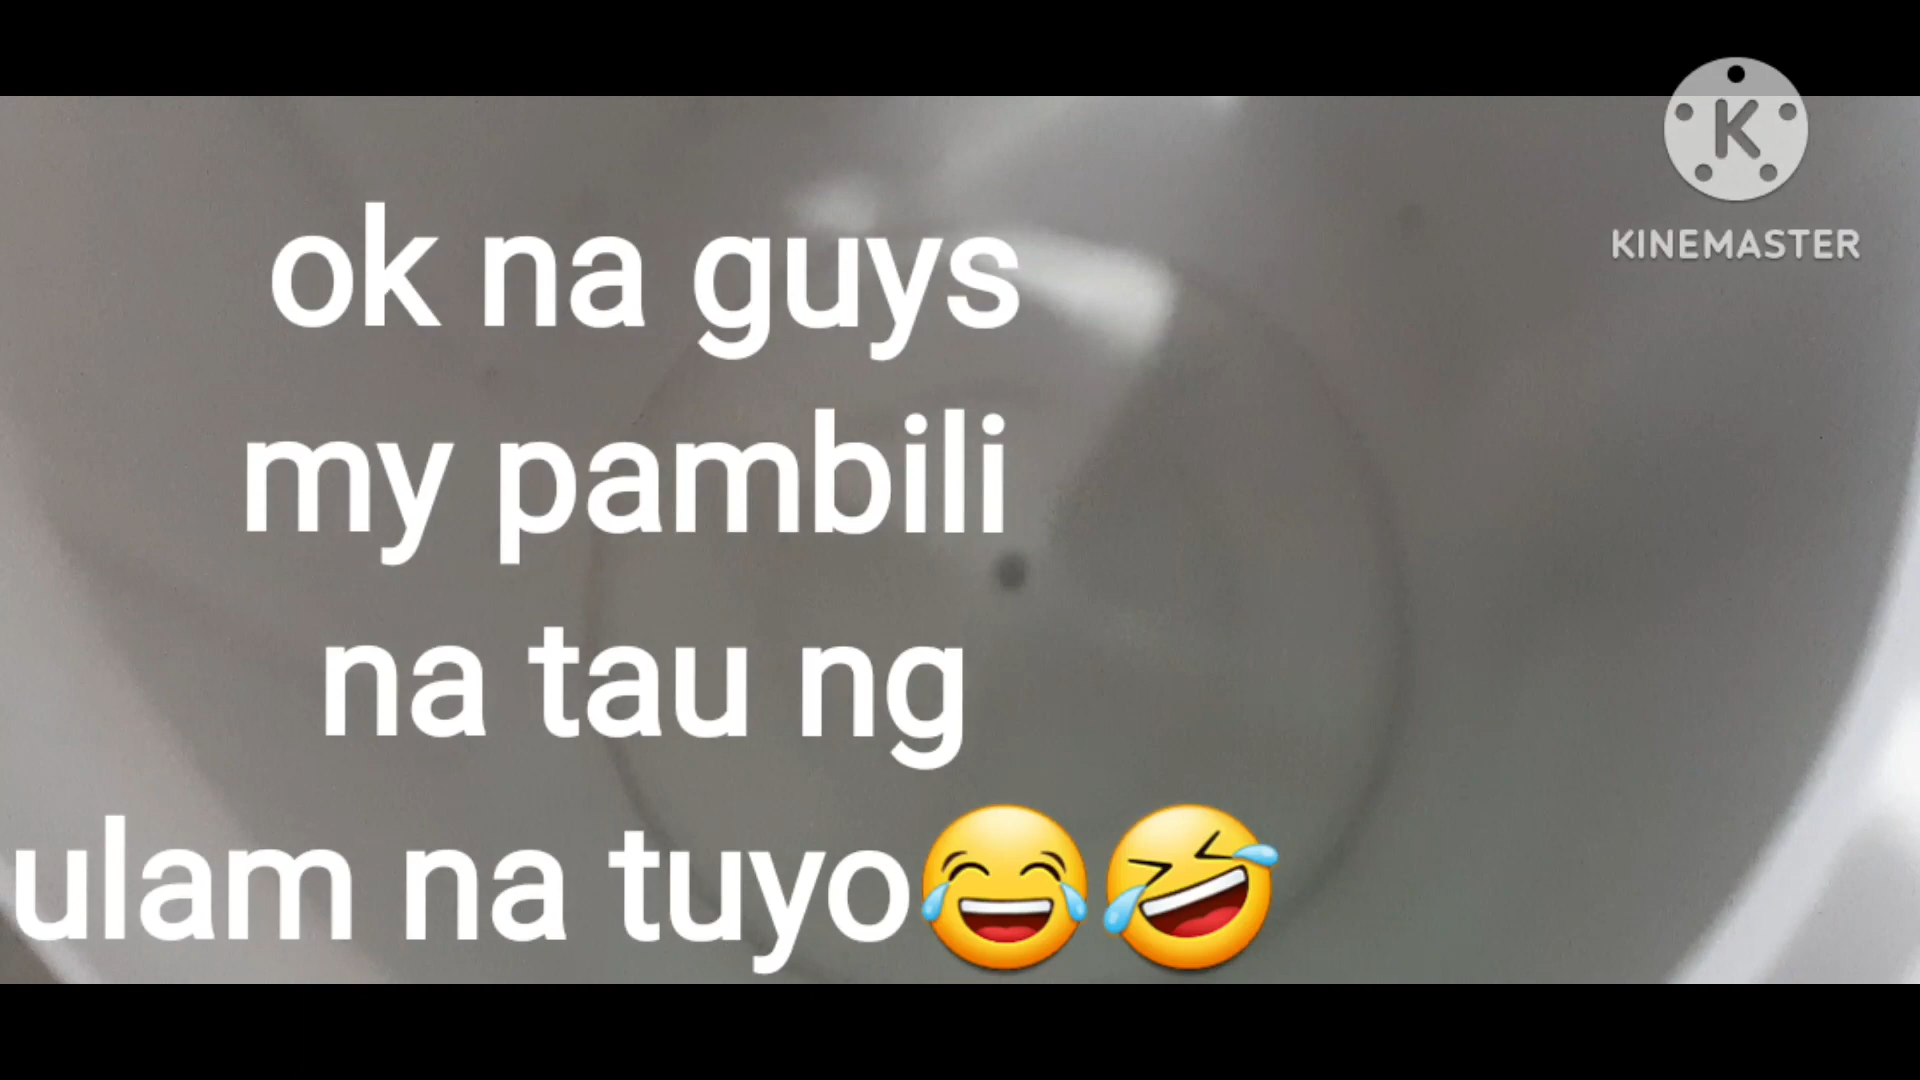 KINEMASTER
ok na guys
my pambili
na tau ng
ulam na tuyo😂🤣